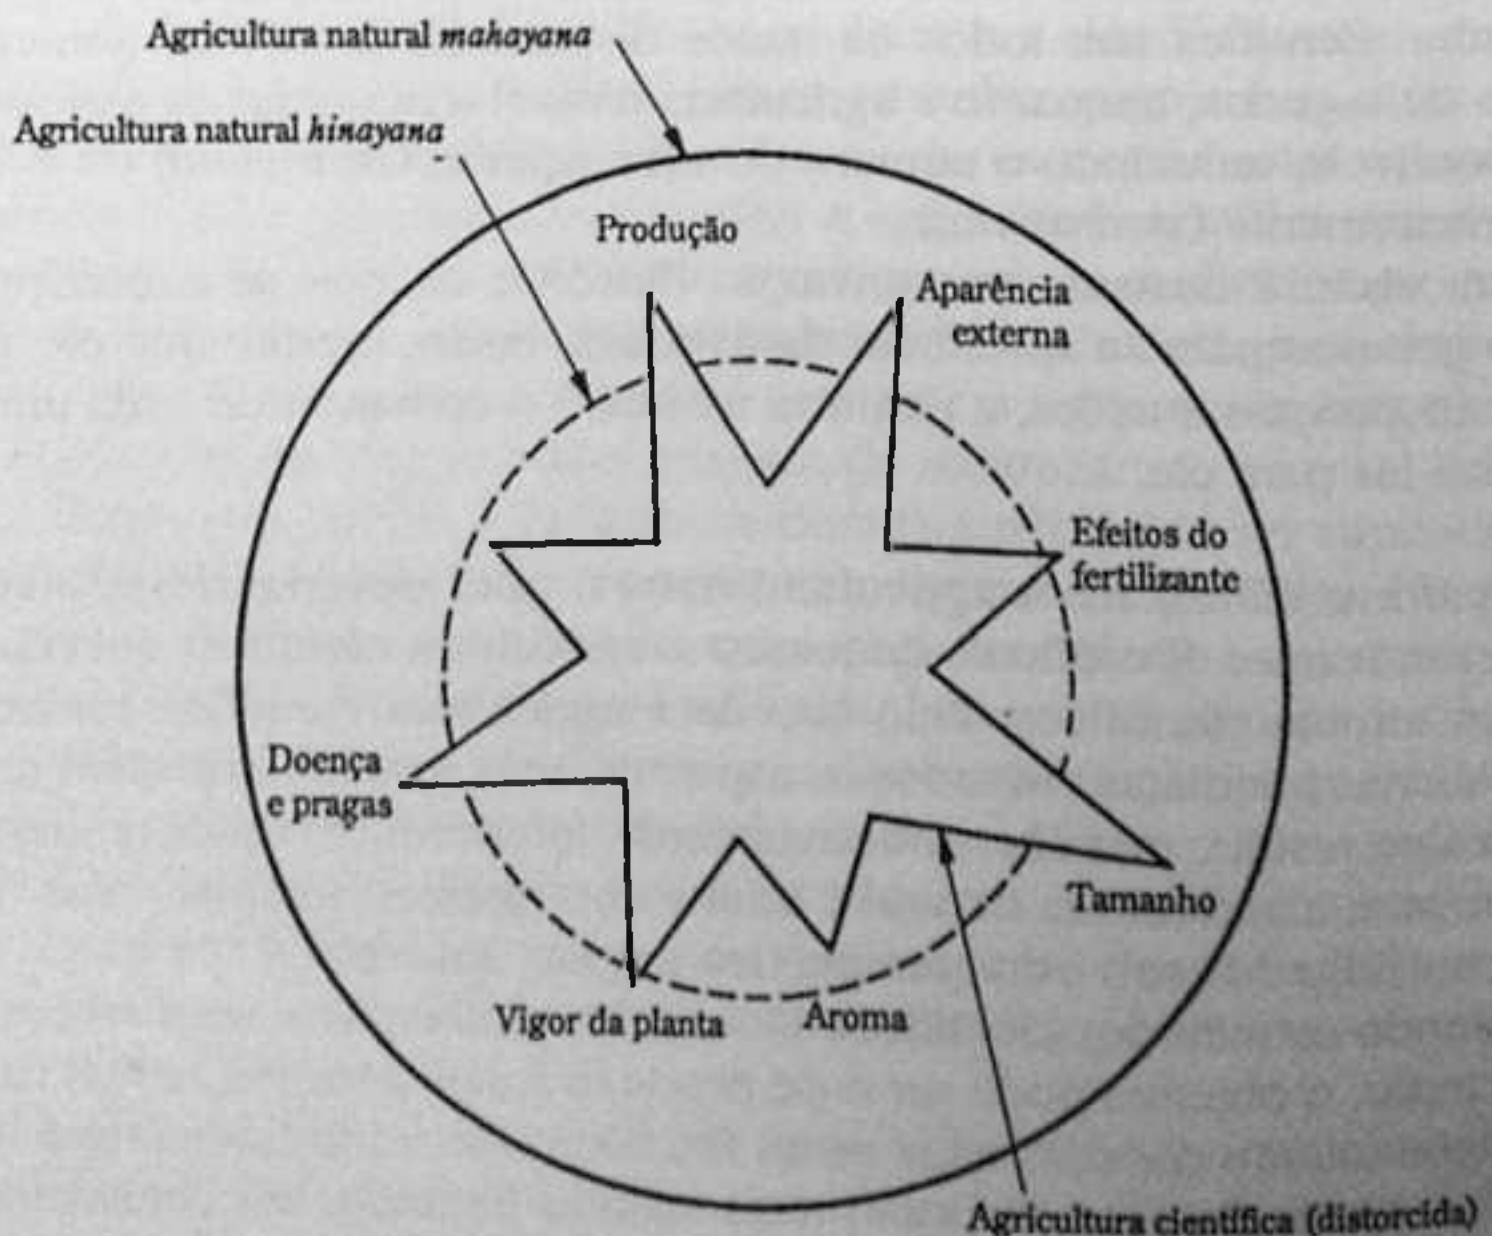 Agricultura natural mahayana
Agricultura natural hinayana
Produção
Aparência
externa
Efeitos do
fertilizante
Doença
e pragas
Tamanho
Vigor da planta
Aroma
Agricultura científica (distorcida)